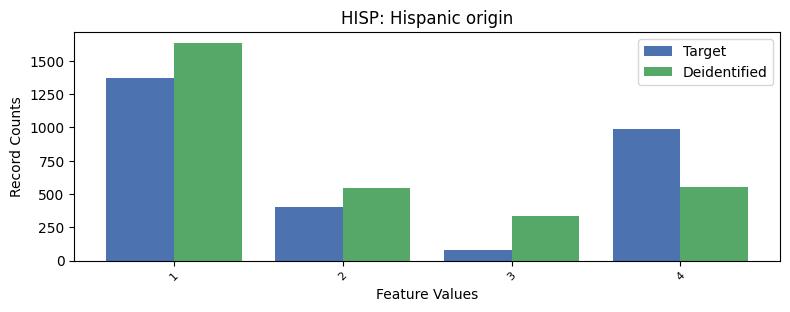 HISP: Hispanic origin
Target
Deidentified
Record Counts
1500
1250
1000
750
500
250
0
1
2
3
4
Feature Values